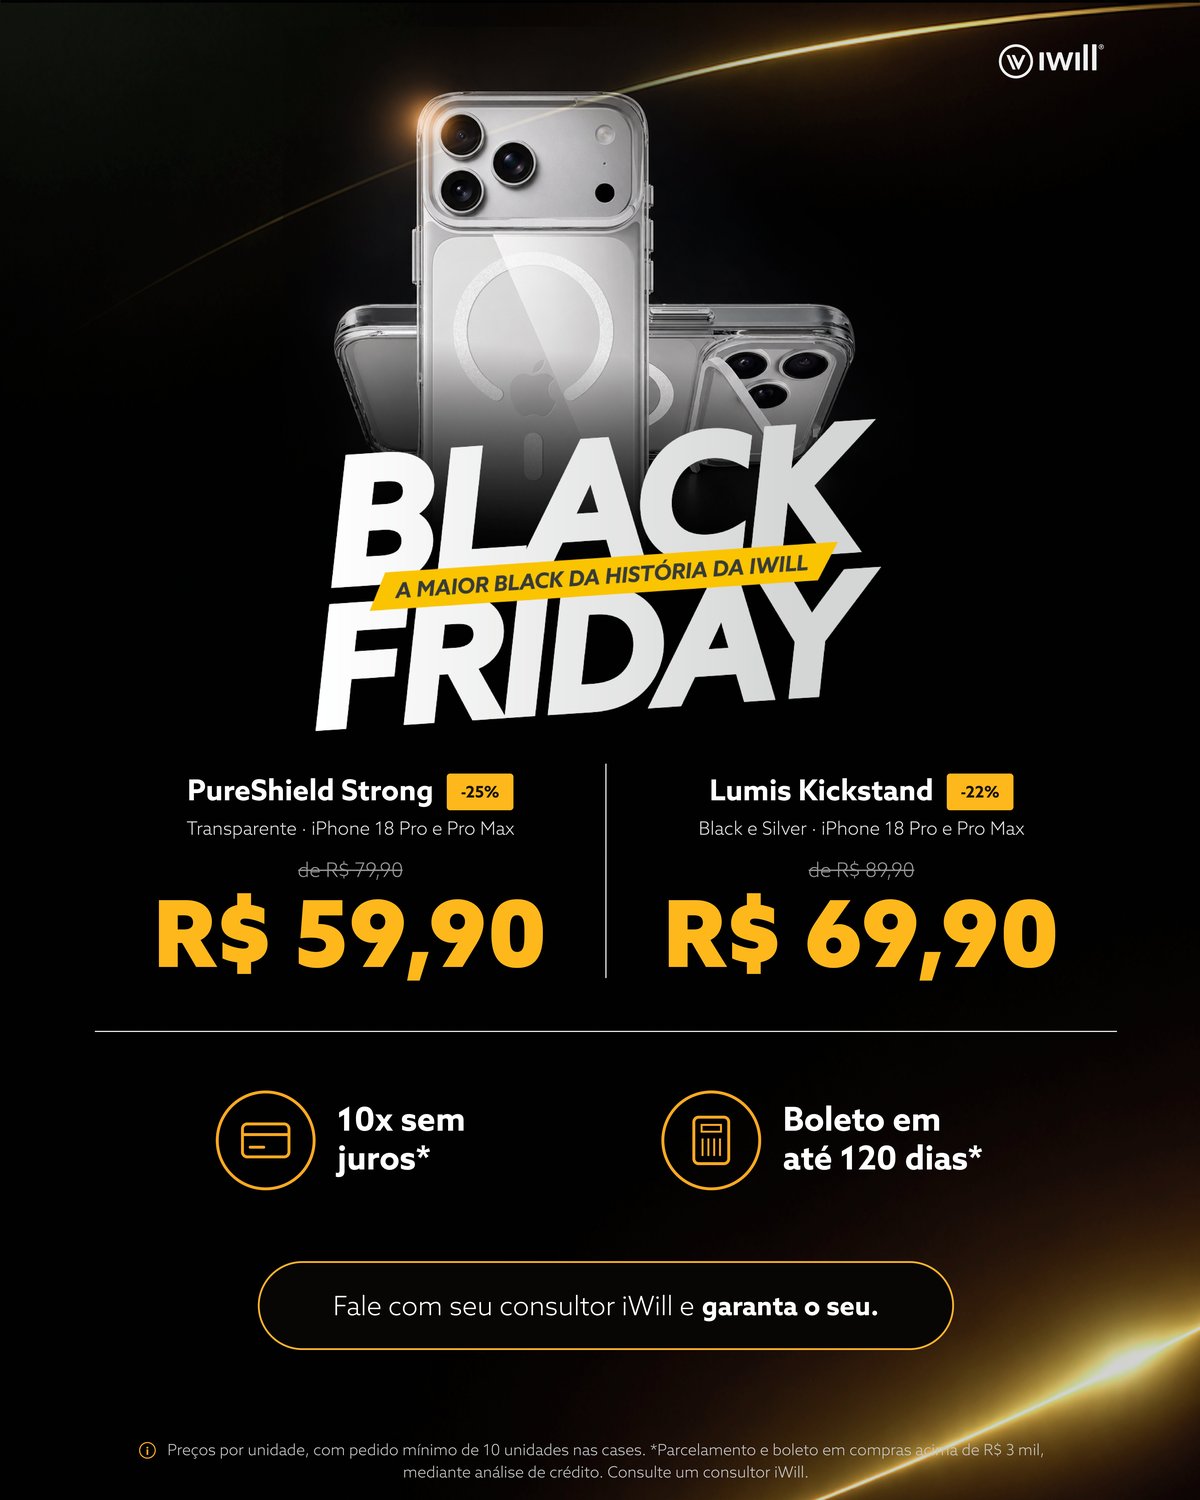 iwill®
BLACK
A MAIOR BLACK DA HISTÓRIA DA IWILL
FRIDAY
PureShield Strong -25%
Transparente · iPhone 18 Pro e Pro Max
de R$ 79,90
R$ 59,90
Lumis Kickstand -22%
Black e Silver · iPhone 18 Pro e Pro Max
de R$ 89,90
R$ 69,90
10x sem
juros*
Boleto em
até 120 dias*
Fale com seu consultor iWill e garanta o seu.
Preços por unidade, com pedido mínimo de 10 unidades nas cases. *Parcelamento e boleto em compras acima de R$ 3 mil,
mediante análise de crédito. Consulte um consultor iWill.